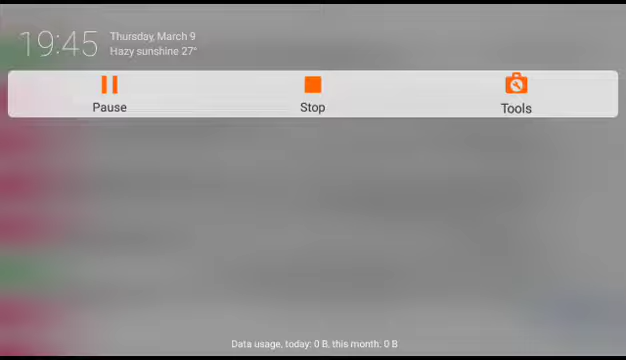 19:45
Thursday, March 9
Hazy sunshine 27°
Pause
Stop
Tools
Data usage, today: 0 B, this month: 0 B